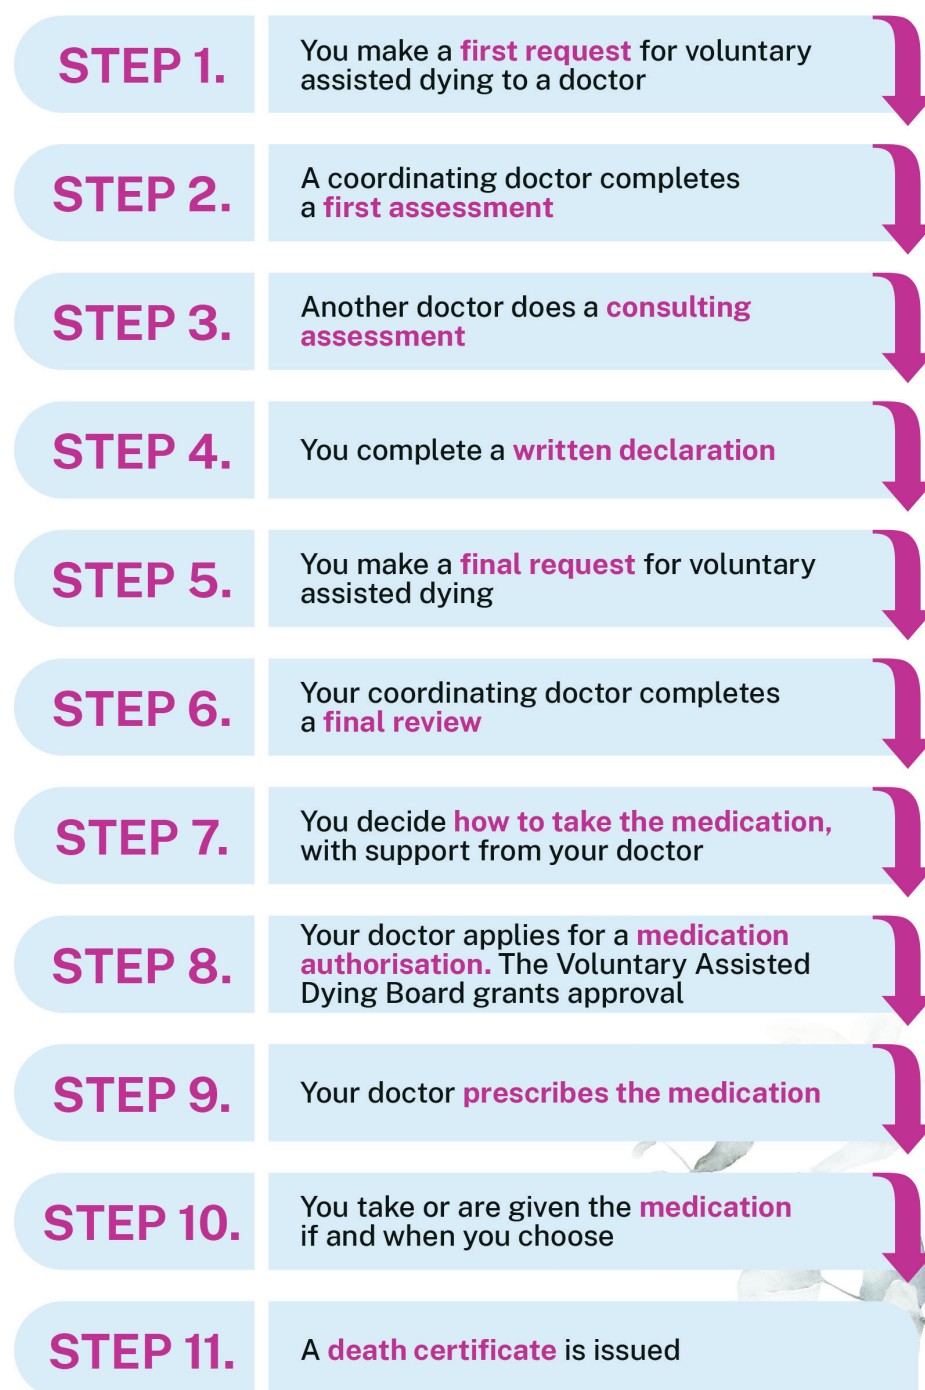 STEP 1.
You make a first request for voluntary
assisted dying to a doctor
STEP 2.
A coordinating doctor completes
a first assessment
STEP 3.
Another doctor does a consulting
assessment
STEP 4.
You complete a written declaration
STEP 5.
You make a final request for voluntary
assisted dying
STEP 6.
Your coordinating doctor completes
a final review
STEP 7.
You decide how to take the medication,
with support from your doctor
STEP 8.
Your doctor applies for a medication
authorisation. The Voluntary Assisted
Dying Board grants approval
STEP 9.
Your doctor prescribes the medication
STEP 10.
You take or are given the medication
if and when you choose
STEP 11.
A death certificate is issued